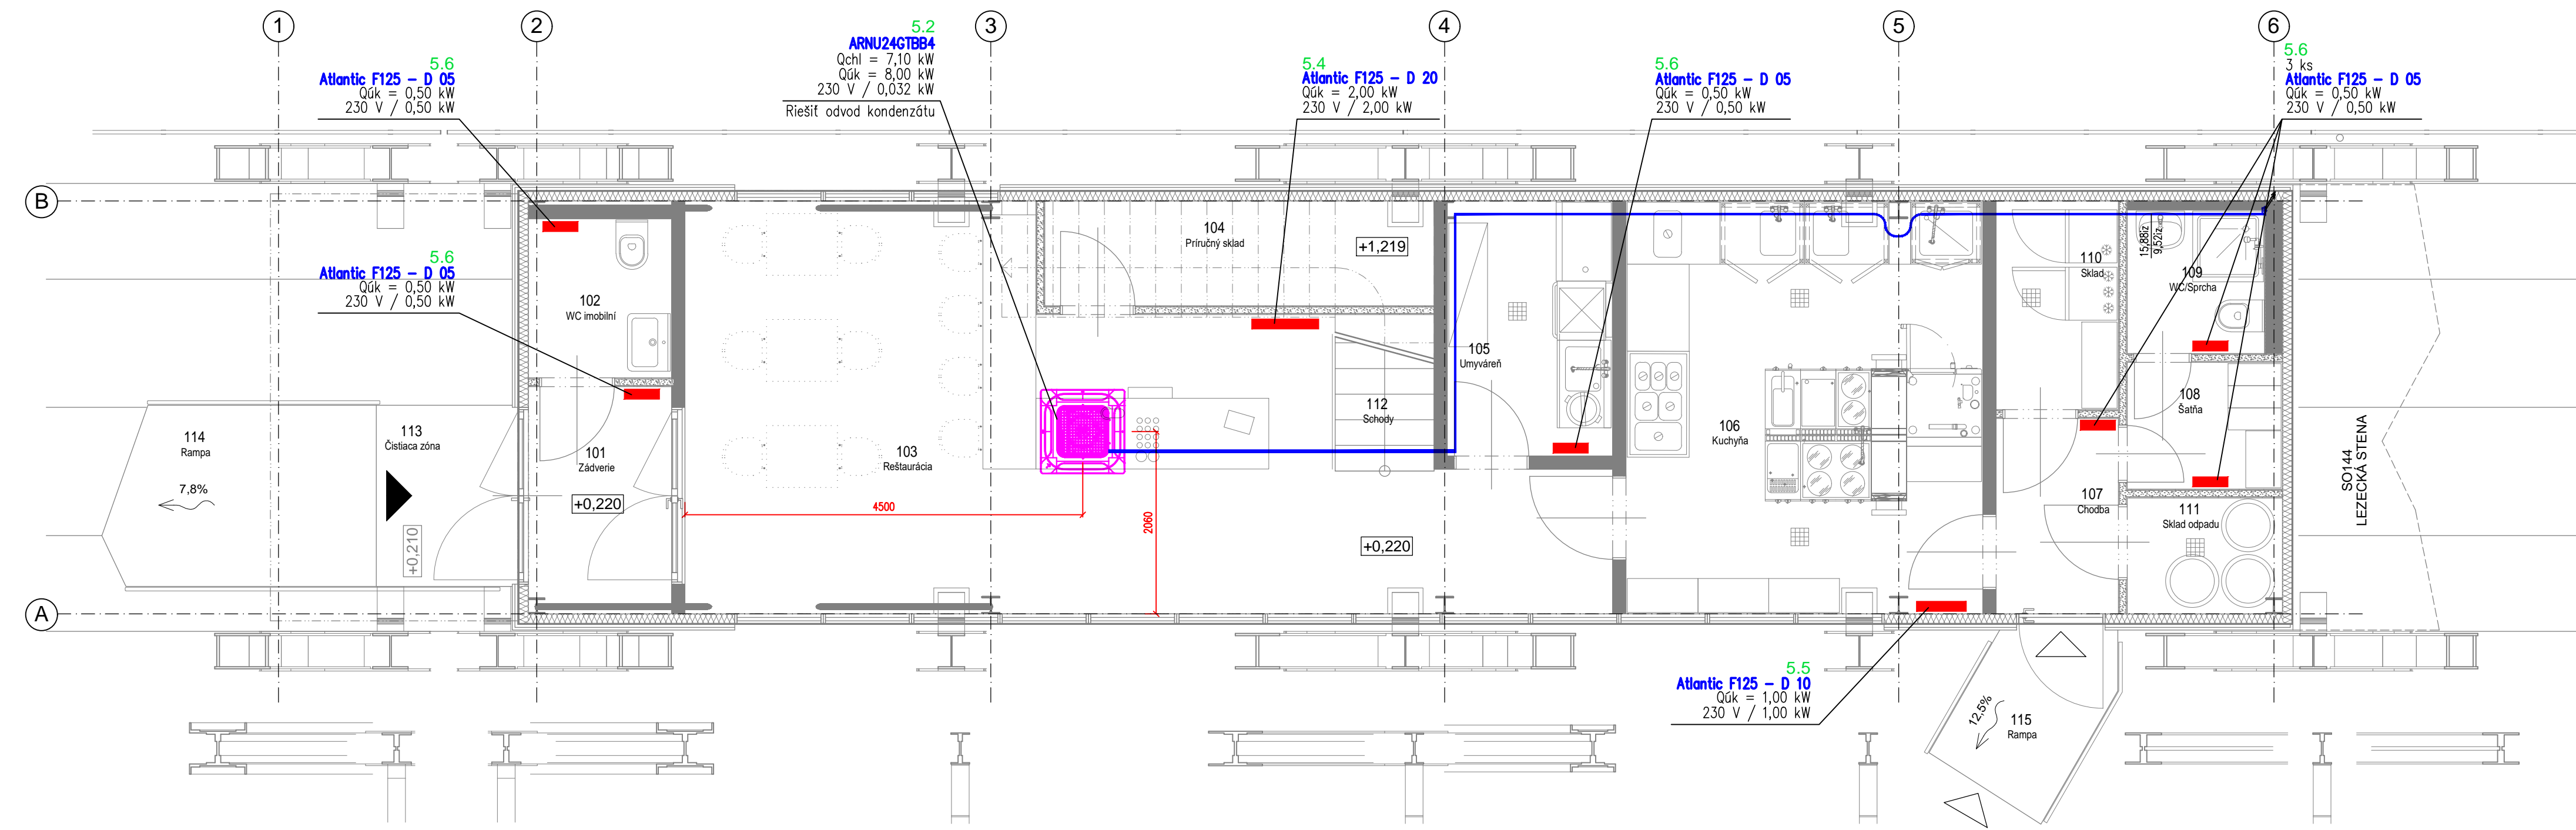 1
2
3
4
5
6
B
A
5.6
Atlantic F125 – D 05
Qúk = 0,50 kW
230 V / 0,50 kW
5.2
ARNU24GTBB4
Qchl = 7,10 kW
Qúk = 8,00 kW
230 V / 0,032 kW
Riešiť odvod kondenzátu
5.4
Atlantic F125 – D 20
Qúk = 2,00 kW
230 V / 2,00 kW
5.6
Atlantic F125 – D 05
Qúk = 0,50 kW
230 V / 0,50 kW
5.6
3 ks
Atlantic F125 – D 05
Qúk = 0,50 kW
230 V / 0,50 kW
5.6
Atlantic F125 – D 05
Qúk = 0,50 kW
230 V / 0,50 kW
102
WC imobilní
104
Príručný sklad
+1,219
105
Umyváreň
110
Sklad
15,88iz
9,52iz
109
WC/Sprcha
108
Šatňa
112
Schody
106
Kuchyňa
114
Rampa
7,8%
113
Čistiaca zóna
+0,210
101
Zádverie
+0,220
103
Reštaurácia
4500
2060
+0,220
107
Chodba
111
Sklad odpadu
SO144
LEZECKÁ STENA
5.5
Atlantic F125 – D 10
Qúk = 1,00 kW
230 V / 1,00 kW
12,5%
115
Rampa